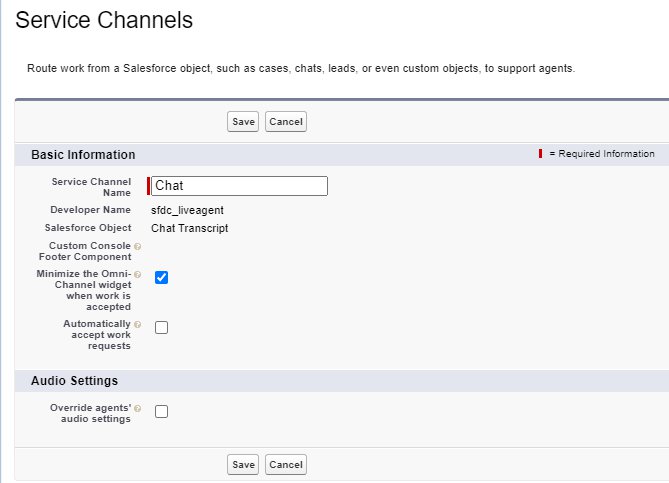 Service Channels
Route work from a Salesforce object, such as cases, chats, leads, or even custom objects, to support agents.
Save Cancel
Basic Information
= Required Information
Service Channel
Name
Chat
Developer Name
sfdc_liveagent
Salesforce Object
Chat Transcript
Custom Console
Footer Component
Minimize the Omni-
Channel widget
when work is
accepted
Automatically
accept work
requests
Audio Settings
Override agents'
audio settings
Save Cancel